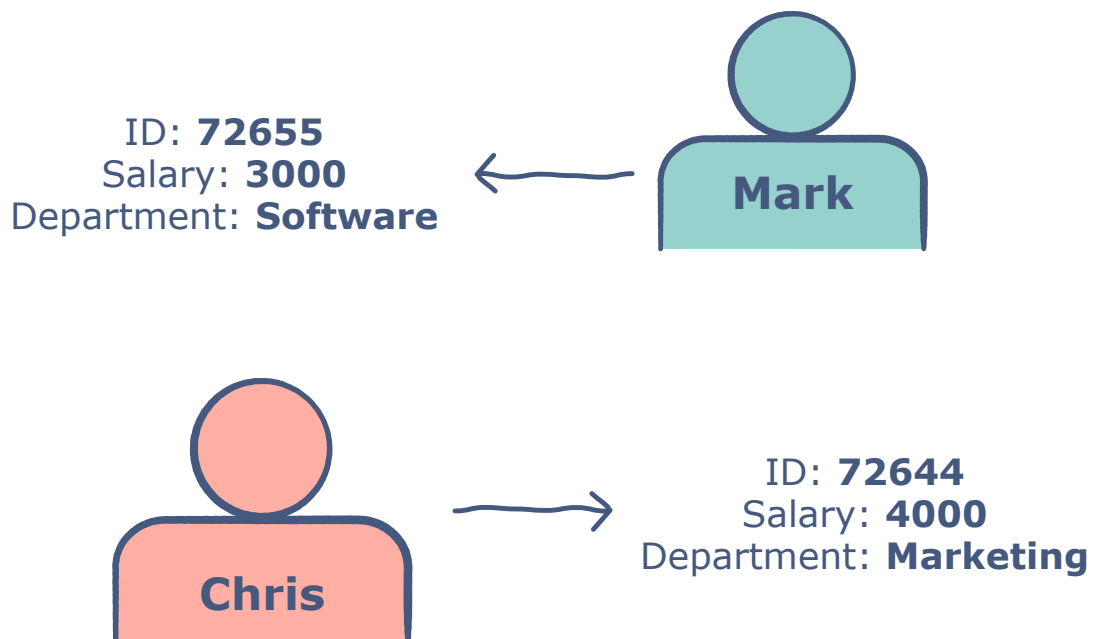 ID: 72655
Salary: 3000
Department: Software
Mark
Chris
ID: 72644
Salary: 4000
Department: Marketing